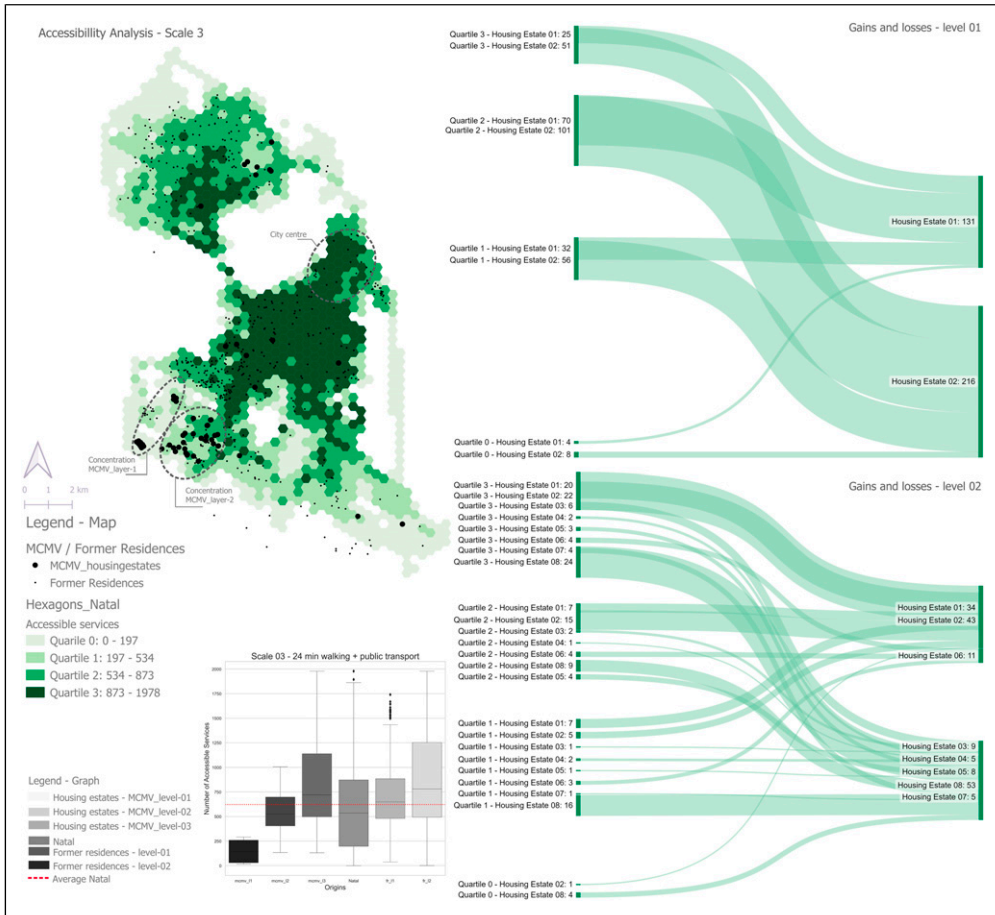 Accessibillity Analysis - Scale 3
City centre
Concentration
MCMV_layer-1
Concentration
MCMV_layer-2
0 1 2 km
Legend - Map
MCMV / Former Residences
MCMV_housingestates
Former Residences
Hexagons_Natal
Accessible services
Quarile 0: 0 - 197
Quartile 1: 197 - 534
Quartile 2: 534 - 873
Quartile 3: 873 - 1978
Legend - Graph
Housing estates - MCMV_level-01
Housing estates - MCMV_level-02
Housing estates - MCMV_level-03
Natal
Former residences - level-01
Former residences - level-02
Average Natal
Scale 03 - 24 min walking + public transport
Number of Accessible Services
2000
1750
1500
1250
1000
750
500
250
0
mcmv_l1 mcmv_l2 mcmv_l3 Natal fr_l1 fr_l2
Origins
Gains and losses - level 01
Quartile 3 - Housing Estate 01: 25
Quartile 3 - Housing Estate 02: 51
Quartile 2 - Housing Estate 01: 70
Quartile 2 - Housing Estate 02: 101
Quartile 1 - Housing Estate 01: 32
Quartile 1 - Housing Estate 02: 56
Quartile 0 - Housing Estate 01: 4
Quartile 0 - Housing Estate 02: 8
Housing Estate 01: 131
Housing Estate 02: 216
Gains and losses - level 02
Quartile 3 - Housing Estate 01: 20
Quartile 3 - Housing Estate 02: 22
Quartile 3 - Housing Estate 03: 6
Quartile 3 - Housing Estate 04: 2
Quartile 3 - Housing Estate 05: 3
Quartile 3 - Housing Estate 06: 4
Quartile 3 - Housing Estate 07: 4
Quartile 3 - Housing Estate 08: 24
Quartile 2 - Housing Estate 01: 7
Quartile 2 - Housing Estate 02: 15
Quartile 2 - Housing Estate 03: 2
Quartile 2 - Housing Estate 04: 1
Quartile 2 - Housing Estate 06: 4
Quartile 2 - Housing Estate 08: 9
Quartile 2 - Housing Estate 05: 4
Quartile 1 - Housing Estate 01: 7
Quartile 1 - Housing Estate 02: 5
Quartile 1 - Housing Estate 03: 1
Quartile 1 - Housing Estate 04: 2
Quartile 1 - Housing Estate 05: 1
Quartile 1 - Housing Estate 06: 3
Quartile 1 - Housing Estate 07: 1
Quartile 1 - Housing Estate 08: 16
Quartile 0 - Housing Estate 02: 1
Quartile 0 - Housing Estate 08: 4
Housing Estate 01: 34
Housing Estate 02: 43
Housing Estate 06: 11
Housing Estate 03: 9
Housing Estate 04: 5
Housing Estate 05: 8
Housing Estate 08: 53
Housing Estate 07: 5